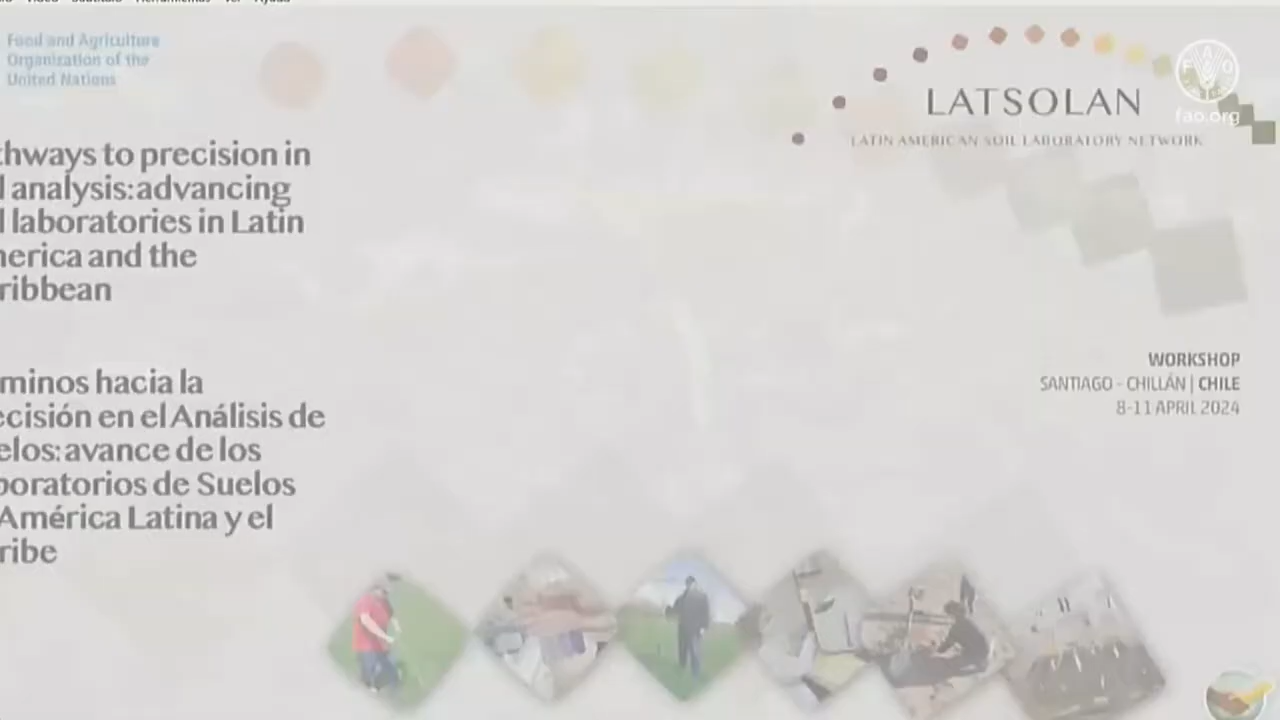 Food and Agriculture
Organization of the
United Nations
FAO
fao.org
LATSOLAN
LATIN AMERICAN SOIL LABORATORY NETWORK
thways to precision in
l analysis: advancing
l laboratories in Latin
nerica and the
ribbean
minos hacia la
ecisión en el Análisis de
elos: avance de los
boratorios de Suelos
América Latina y el
ribe
WORKSHOP
SANTIAGO - CHILLÁN | CHILE
8-11 APRIL 2024